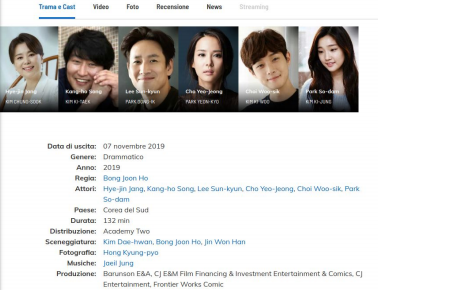 Trama e Cast Video Foto Recensione News Streaming
Hye-jin Jang Kang-ho Song Lee Sun-kyun Cho Yeo-jeong Choi Woo-sik Park So-dam
KIM CHUNG-SOOK KIM KI-TAEK PARK DONG-IK PARK YEON-KYO KIM KI-WOO KIM KI-JUNG
Data di uscita: 07 novembre 2019
Genere: Drammatico
Anno: 2019
Regia: Bong Joon Ho
Attori: Hye-jin Jang, Kang-ho Song, Lee Sun-kyun, Cho Yeo-Jeong, Choi Woo-sik, Park
So-dam
Paese: Corea del Sud
Durata: 132 min
Distribuzione: Academy Two
Sceneggiatura: Kim Dae-hwan, Bong Joon Ho, Jin Won Han
Fotografia: Hong Kyung-pyo
Musiche: Jaeil Jung
Produzione: Barunson E&A, CJ E&M Film Financing & Investment Entertainment & Comics, CJ
Entertainment, Frontier Works Comic